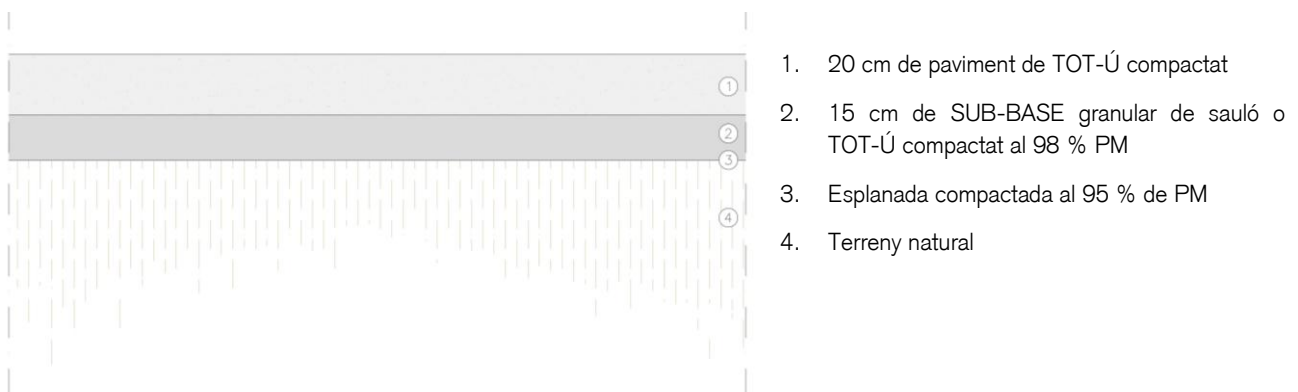 1
2
3
4
1. 20 cm de paviment de TOT-Ú compactat
2. 15 cm de SUB-BASE granular de sauló o
TOT-Ú compactat al 98 % PM
3. Esplanada compactada al 95 % de PM
4. Terreny natural